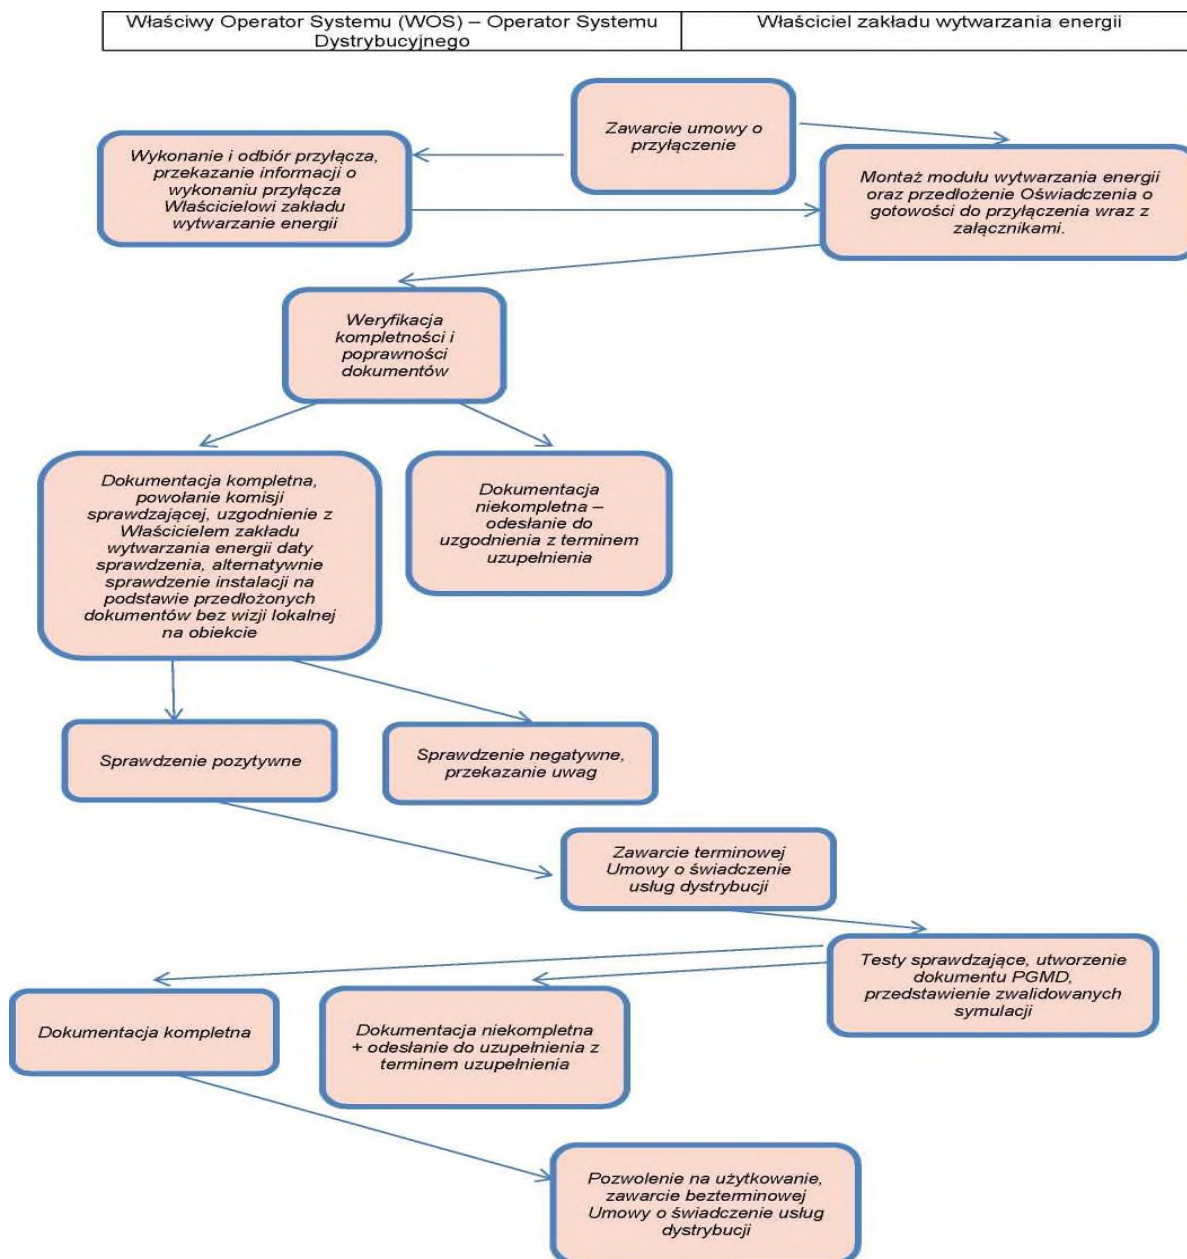 Właściwy Operator Systemu (WOS) – Operator Systemu
Dystrybucyjnego
Właściciel zakładu wytwarzania energii
Zawarcie umowy o
przyłączenie
Wykonanie i odbiór przyłącza,
przekazanie informacji o
wykonaniu przyłącza
Właścicielowi zakładu
wytwarzanie energii
Montaż modułu wytwarzania energii
oraz przedłożenie Oświadczenia o
gotowości do przyłączenia wraz z
załącznikami.
Weryfikacja
kompletności i
poprawności
dokumentów
Dokumentacja kompletna,
powołanie komisji
sprawdzającej, uzgodnienie z
Właścicielem zakładu
wytwarzania energii daty
sprawdzenia, alternatywnie
sprawdzenie instalacji na
podstawie przedłożonych
dokumentów bez wizji lokalnej
na obiekcie
Dokumentacja
niekompletna –
odesłanie do
uzgodnienia z terminem
uzupełnienia
Sprawdzenie pozytywne
Sprawdzenie negatywne,
przekazanie uwag
Zawarcie terminowej
Umowy o świadczenie
usług dystrybucji
Testy sprawdzające, utworzenie
dokumentu PGMD,
przedstawienie zwalidowanych
symulacji
Dokumentacja kompletna
Dokumentacja niekompletna
+ odesłanie do uzupełnienia z
terminem uzupełnienia
Pozwolenie na użytkowanie,
zawarcie bezterminowej
Umowy o świadczenie usług
dystrybucji